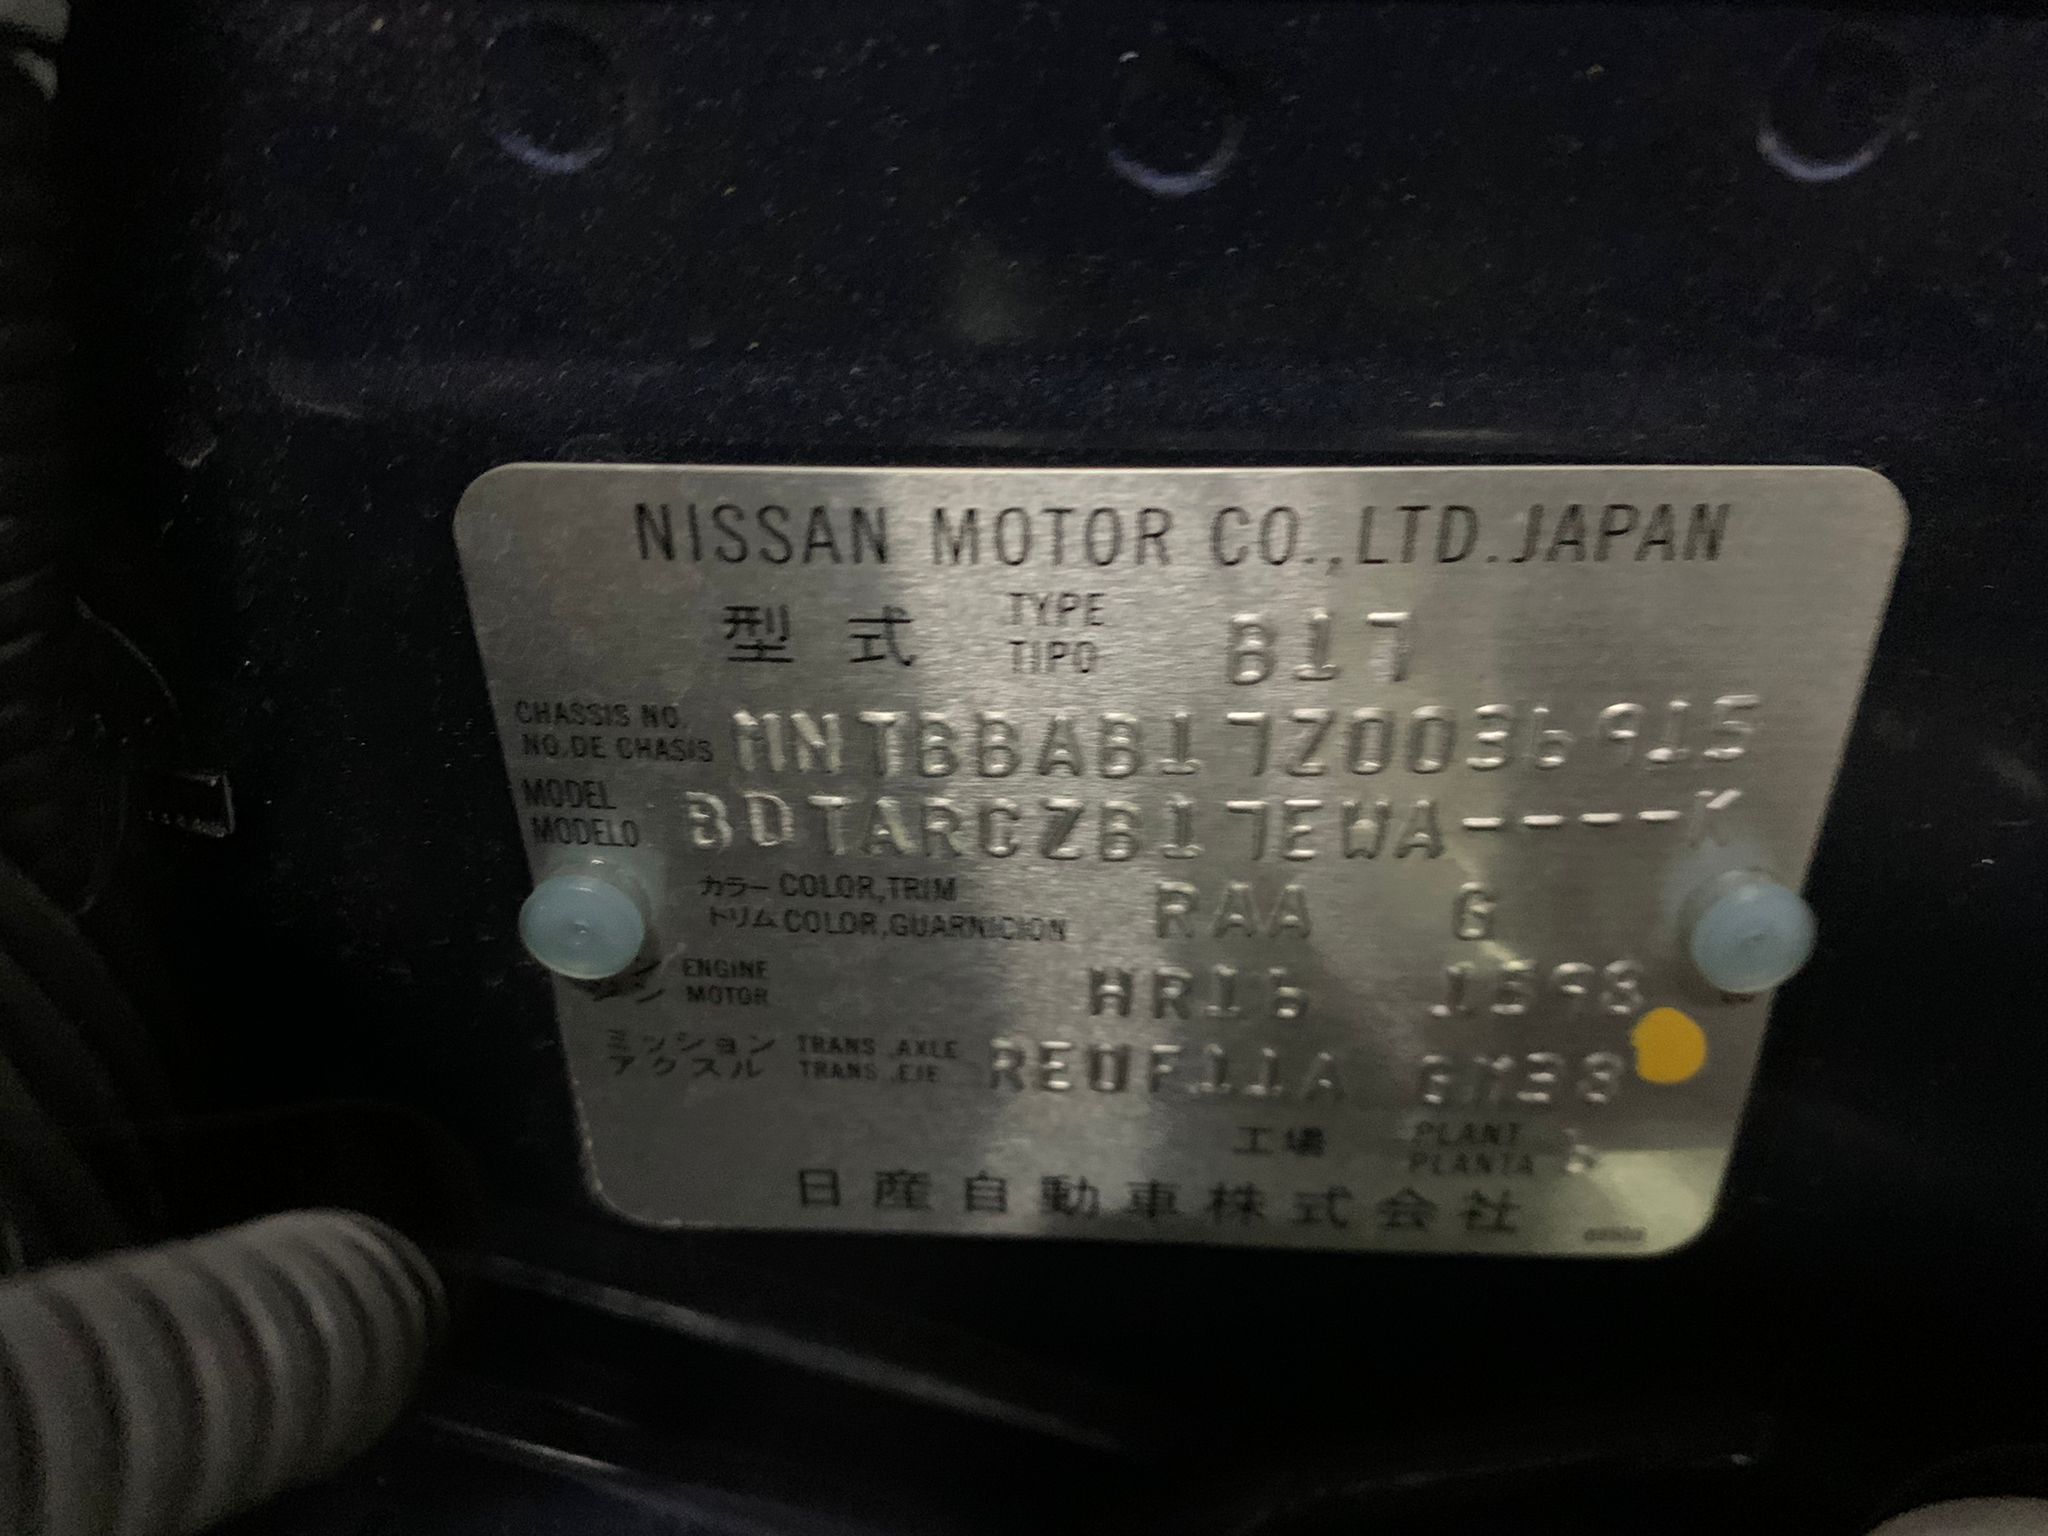 NISSAN MOTOR CO.,LTD.JAPAN
型式 TYPE TIPO B17
CHASSIS NO.
NO.DE CHASIS MNTBBAB17Z0036915
MODEL
MODELO BDTARCZB17EWA----K
カラー COLOR,TRIM
トリム COLOR,GUARNICION RAA G
ENGINE
MOTOR HR16 1598
ミッション TRANS.AXLE
アクスル TRANS.EJE RE0F11A GM38
工場 PLANT
PLANTA
日産自動車株式会社